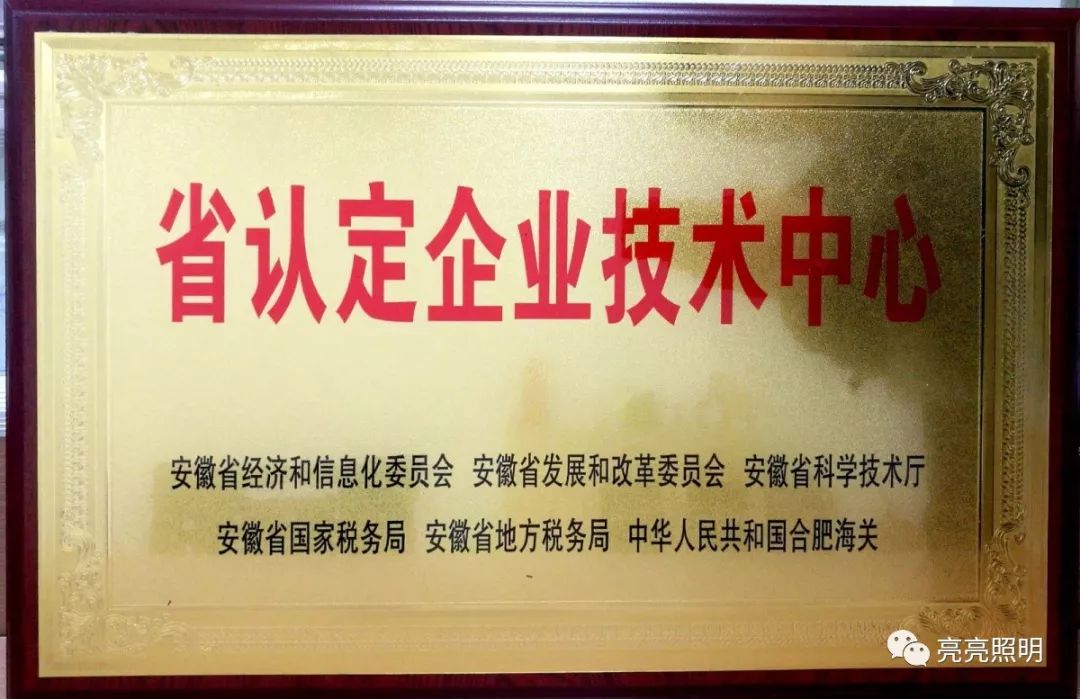 省认定企业技术中心
安徽省经济和信息化委员会 安徽省发展和改革委员会 安徽省科学技术厅
安徽省国家税务局 安徽省地方税务局 中华人民共和国合肥海关
亮亮照明